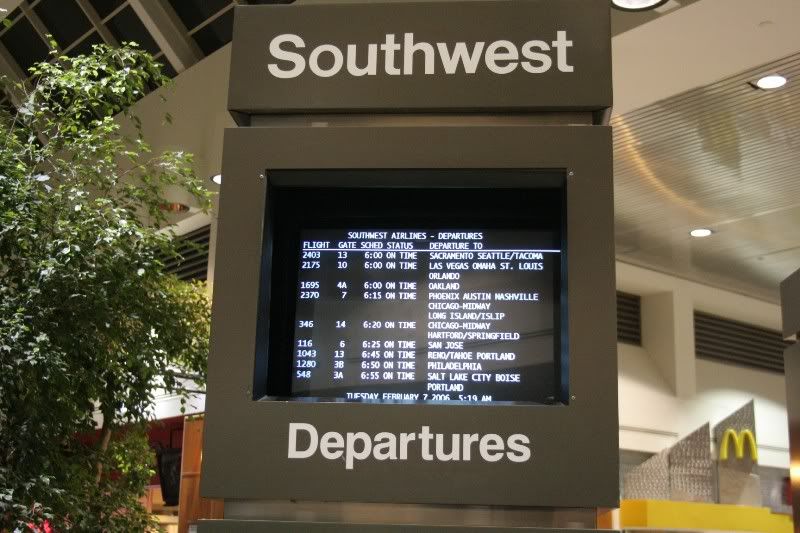 Southwest
SOUTHWEST AIRLINES - DEPARTURES
FLIGHT GATE SCHED STATUS DEPARTURE TO
2403 13 6:00 ON TIME SACRAMENTO SEATTLE/TACOMA
2175 10 6:00 ON TIME LAS VEGAS OMAHA ST. LOUIS
ORLANDO
1695 4A 6:00 ON TIME OAKLAND
2370 7 6:15 ON TIME PHOENIX AUSTIN NASHVILLE
CHICAGO-MIDWAY
LONG ISLAND/ISLIP
346 14 6:20 ON TIME CHICAGO-MIDWAY
HARTFORD/SPRINGFIELD
116 6 6:25 ON TIME SAN JOSE
1043 13 6:45 ON TIME RENO/TAHOE PORTLAND
1280 3B 6:50 ON TIME PHILADELPHIA
548 3A 6:55 ON TIME SALT LAKE CITY BOISE
PORTLAND
TUESDAY FEBRUARY 7 2006 5:19 AM
Departures